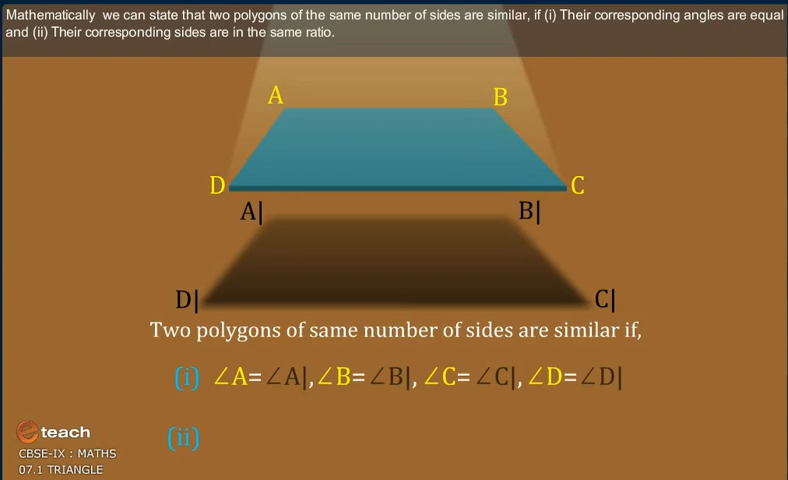 Mathematically we can state that two polygons of the same number of sides are similar, if (i) Their corresponding angles are equal
and (ii) Their corresponding sides are in the same ratio.
A B
D C
A| B|
D| C|
Two polygons of same number of sides are similar if,
(i) ∠A=∠A|,∠B=∠B|, ∠C=∠C|, ∠D=∠D|
(ii)
eteach
CBSE-IX : MATHS
07.1 TRIANGLE